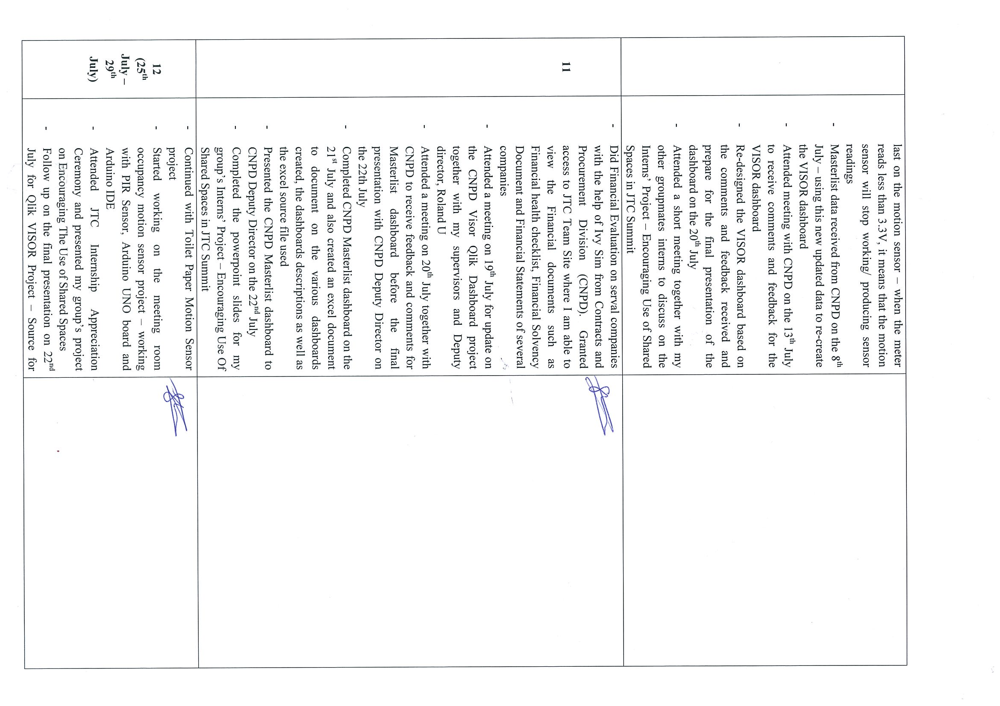 last on the motion sensor – when the meter
reads less than 3.3V, it means that the motion
sensor will stop working/ producing sensor
readings
- Masterlist data received from CNPD on the 8th
July – using this new updated data to re-create
the VISOR dashboard
- Attended meeting with CNPD on the 13th July
to receive comments and feedback for the
VISOR dashboard
- Re-designed the VISOR dashboard based on
the comments and feedback received and
prepare for the final presentation of the
dashboard on the 20th July
- Attended a short meeting together with my
other groupmates interns to discuss on the
Interns' Project – Encouraging Use of Shared
Spaces in JTC Summit
11
- Did Financial Evaluation on serval companies
with the help of Ivy Sim from Contracts and
Procurement Division (CNPD). Granted
access to JTC Team Site where I am able to
view the Financial documents such as
Financial health checklist, Financial Solvency
Document and Financial Statements of several
companies
- Attended a meeting on 19th July for update on
the CNPD Visor Qlik Dashboard project
together with my supervisors and Deputy
director, Roland U
- Attended a meeting on 20th July together with
CNPD to receive feedback and comments for
Masterlist dashboard before the final
presentation with CNPD Deputy Director on
the 22th July
- Completed CNPD Masterlist dashboard on the
21st July and also created an excel document
to document on the various dashboards
created, the dashboards descriptions as well as
the excel source file used
- Presented the CNPD Masterlist dashboard to
CNPD Deputy Director on the 22nd July
- Completed the powerpoint slides for my
group's Interns' Project – Encouraging Use Of
Shared Spaces in JTC Summit
12
(25th
July –
29th
July)
- Continued with Toilet Paper Motion Sensor
project
- Started working on the meeting room
occupancy motion sensor project – working
with PIR Sensor, Arduino UNO board and
Arduino IDE
- Attended JTC Internship Appreciation
Ceremony and presented my group's project
on Encouraging The Use of Shared Spaces
- Follow up on the final presentation on 22nd
July for Qlik VISOR Project – Source for